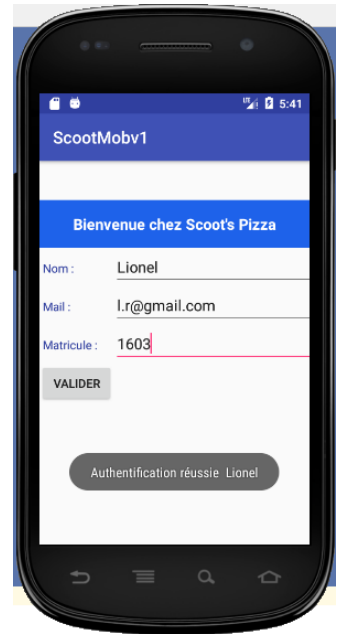 5:41
ScootMobv1
Bienvenue chez Scoot's Pizza
Nom : Lionel
Mail : l.r@gmail.com
Matricule : 1603
VALIDER
Authentification réussie Lionel